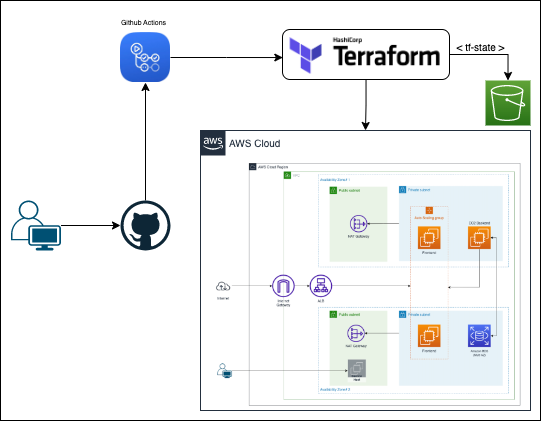 Github Actions
HashiCorp
Terraform
< tf-state >
aws
AWS Cloud
AWS Cloud Region
VPC
Availability Zone 1
Public subnet
Private subnet
Auto Scaling group
NAT Gateway
Frontend
EC2 Backend
Internet
Internet
Gateway
ALB
Public subnet
Private subnet
NAT Gateway
Frontend
Amazon RDS
Host
Availability Zone 2